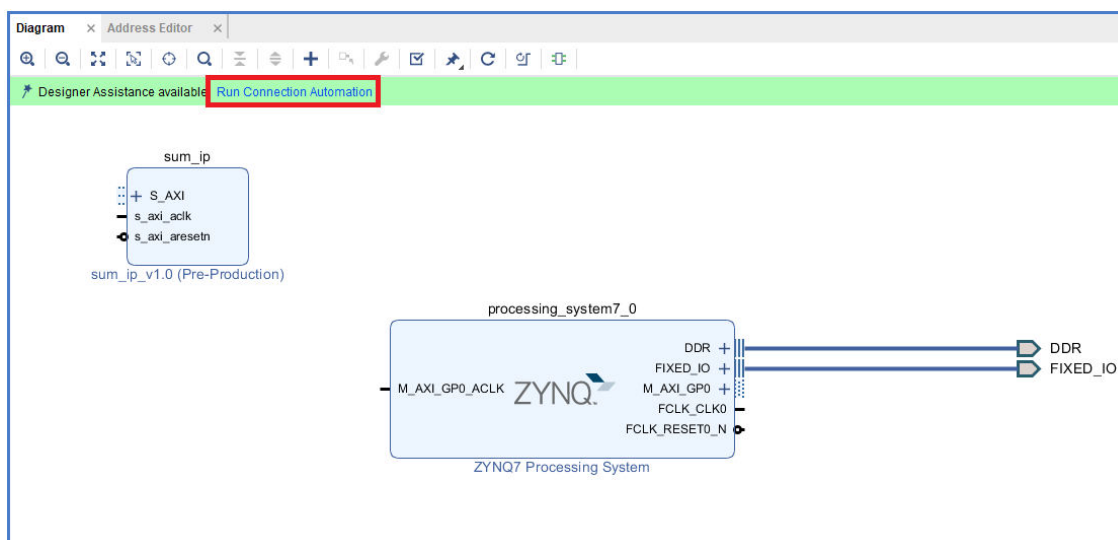 Diagram × Address Editor ×
Designer Assistance available Run Connection Automation
sum_ip
S_AXI
s_axi_aclk
s_axi_aresetn
sum_ip_v1.0 (Pre-Production)
processing_system7_0
DDR
FIXED_IO
M_AXI_GP0_ACLK ZYNQ. M_AXI_GP0
FCLK_CLK0
FCLK_RESET0_N
ZYNQ7 Processing System
DDR
FIXED_IO